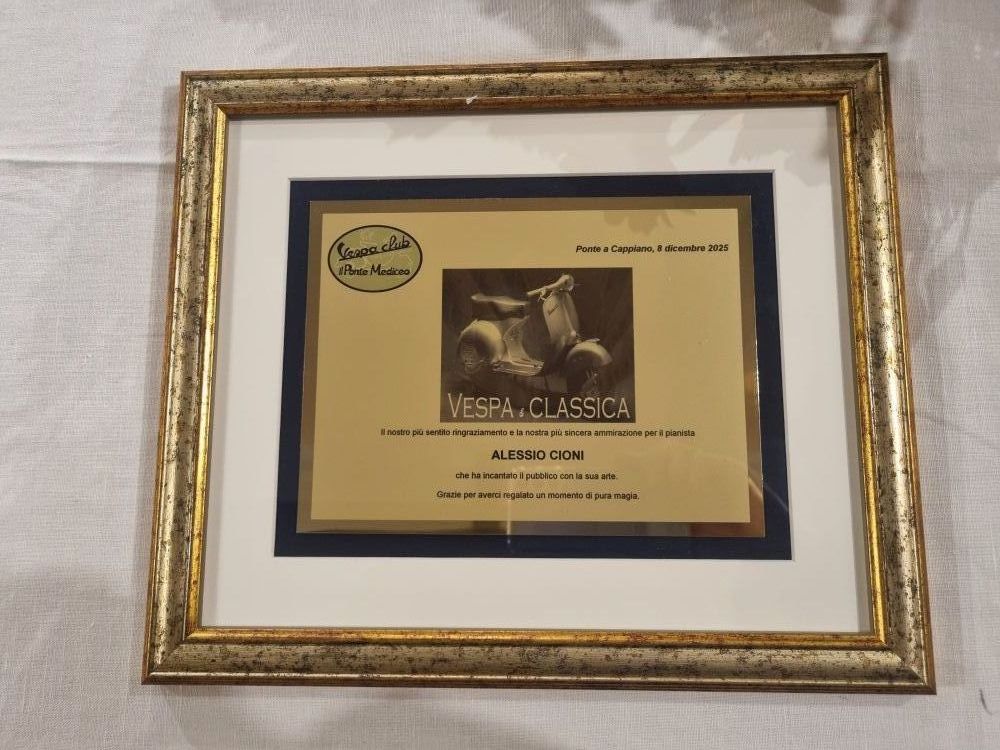 Vespa club
il Ponte Mediceo
Ponte a Cappiano, 8 dicembre 2025
VESPA è CLASSICA
Il nostro più sentito ringraziamento e la nostra più sincera ammirazione per il pianista
ALESSIO CIONI
che ha incantato il pubblico con la sua arte.
Grazie per averci regalato un momento di pura magia.